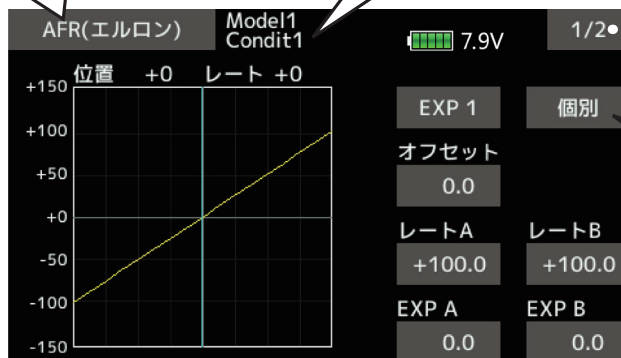 AFR(エルロン)
Model1
Condit1
7.9V
1/2
位置 +0 レート +0
+150
+100
+50
+0
-50
-100
-150
EXP 1
個別
オフセット
0.0
レートA
レートB
+100.0
+100.0
EXP A
EXP B
0.0
0.0